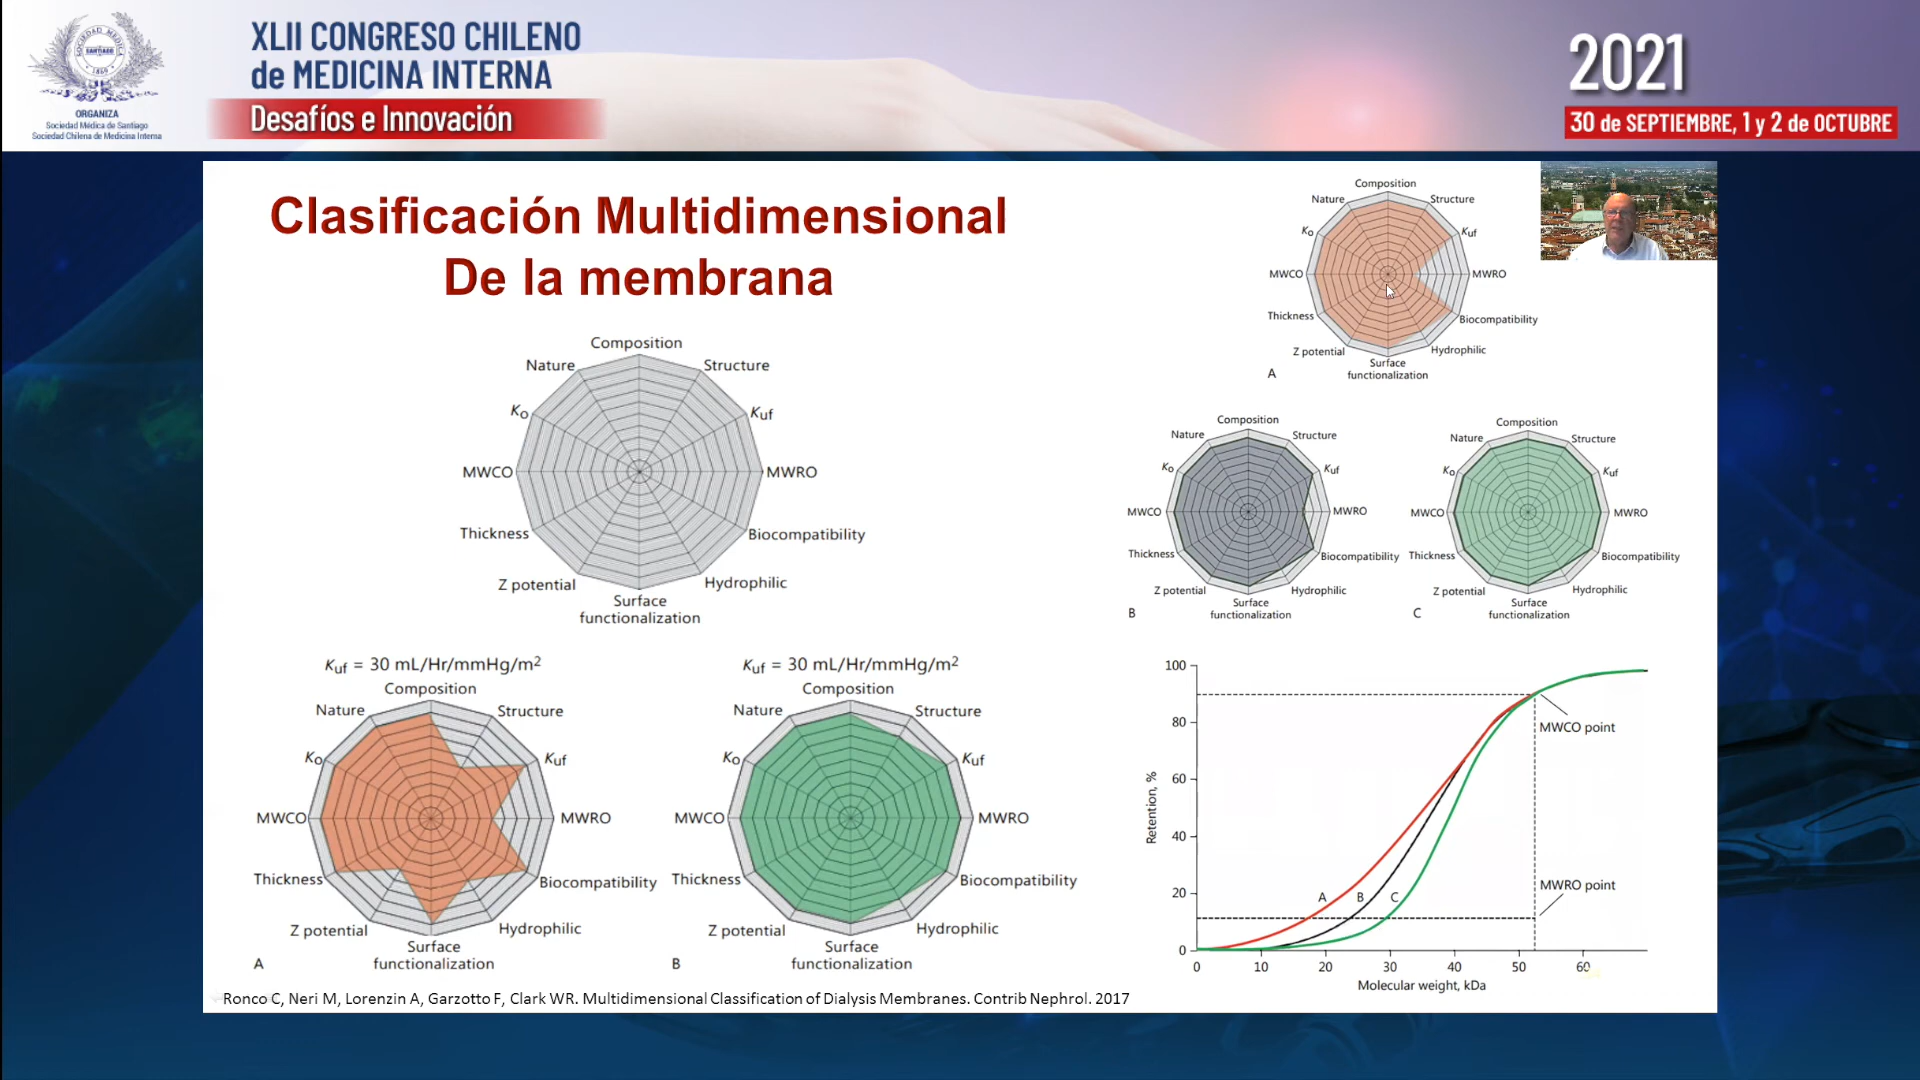 SOCIEDAD MEDICA
SANTIAGO
1869
ORGANIZA
Sociedad Médica de Santiago
Sociedad Chilena de Medicina Interna
XLII CONGRESO CHILENO
de MEDICINA INTERNA
Desafíos e Innovación
2021
30 de SEPTIEMBRE, 1 y 2 de OCTUBRE
Clasificación Multidimensional
De la membrana
Composition
Nature
Structure
Ko
Kuf
MWCO
MWRO
Thickness
Biocompatibility
Z potential
Hydrophilic
Surface
functionalization
Kuf = 30 mL/Hr/mmHg/m2
Composition
Nature
Structure
Ko
Kuf
MWCO
MWRO
Thickness
Biocompatibility
Z potential
Hydrophilic
Surface
functionalization
A
Kuf = 30 mL/Hr/mmHg/m2
Composition
Nature
Structure
Ko
Kuf
MWCO
MWRO
Thickness
Biocompatibility
Z potential
Hydrophilic
Surface
functionalization
B
Composition
Nature
Structure
Ko
Kuf
MWCO
MWRO
Thickness
Biocompatibility
Z potential
Hydrophilic
Surface
functionalization
A
Composition
Nature
Structure
Ko
Kuf
MWCO
MWRO
Thickness
Biocompatibility
Z potential
Hydrophilic
Surface
functionalization
B
Composition
Nature
Structure
Ko
Kuf
MWCO
MWRO
Thickness
Biocompatibility
Z potential
Hydrophilic
Surface
functionalization
C
100
80
60
40
20
0
Retention, %
MWCO point
MWRO point
A B C
0 10 20 30 40 50 60
Molecular weight, kDa
Ronco C, Neri M, Lorenzin A, Garzotto F, Clark WR. Multidimensional Classification of Dialysis Membranes. Contrib Nephrol. 2017